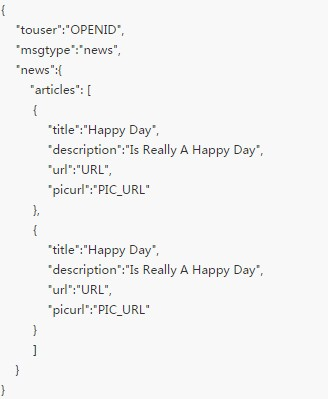 {
"touser":"OPENID",
"msgtype":"news",
"news":{
"articles": [
{
"title":"Happy Day",
"description":"Is Really A Happy Day",
"url":"URL",
"picurl":"PIC_URL"
},
{
"title":"Happy Day",
"description":"Is Really A Happy Day",
"url":"URL",
"picurl":"PIC_URL"
}
]
}
}